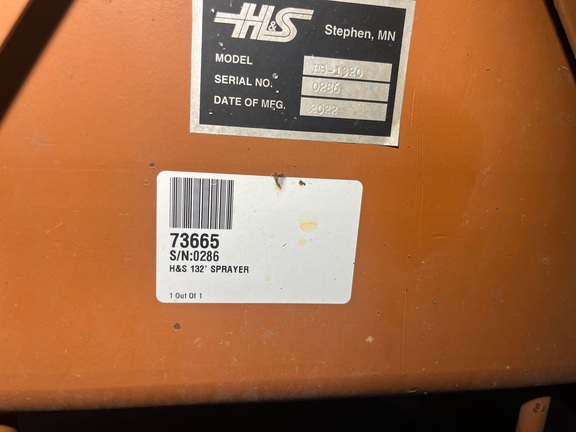 H&S
Stephen, MN
MODEL
SERIAL NO. 0286
DATE OF MFG. 2022
73665
S/N:0286
H&S 132' SPRAYER
1 Out Of 1